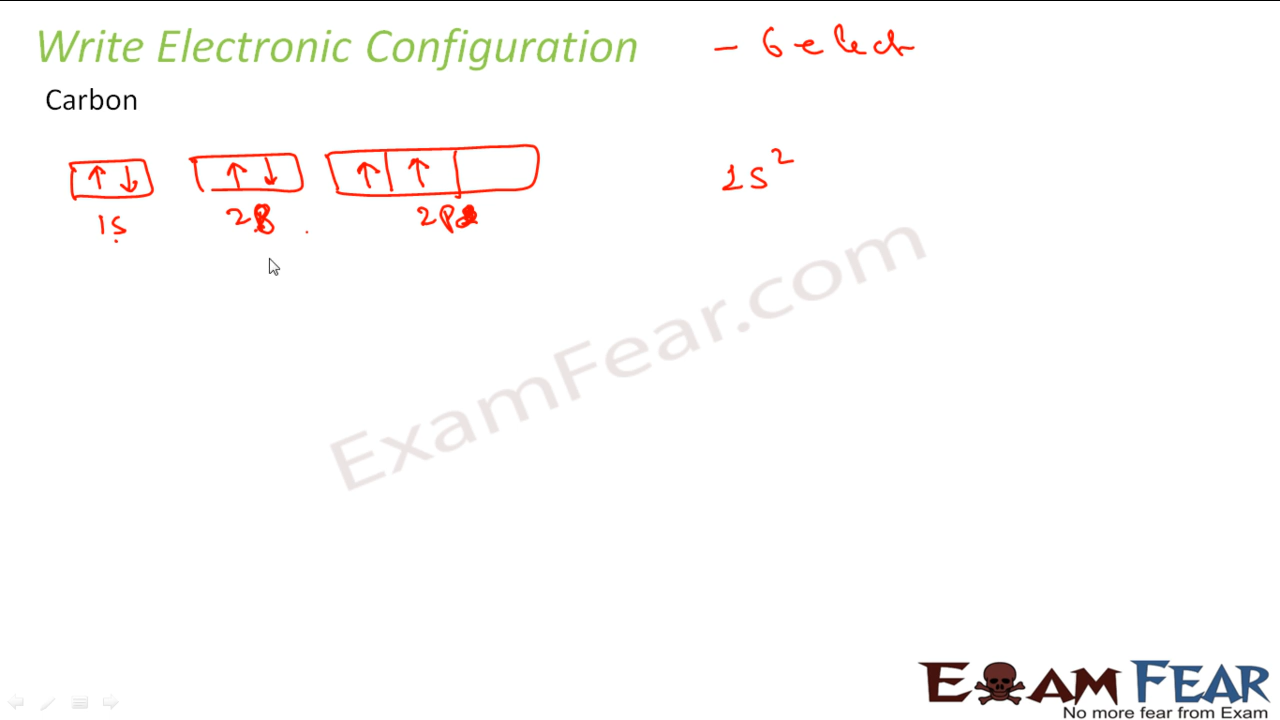 Write Electronic Configuration - 6 elect
Carbon
↑ ↓ ↑ ↓ ↑ ↑
1s 2s 2p
1s²
ExamFear.com
EXAM FEAR
No more fear from Exam